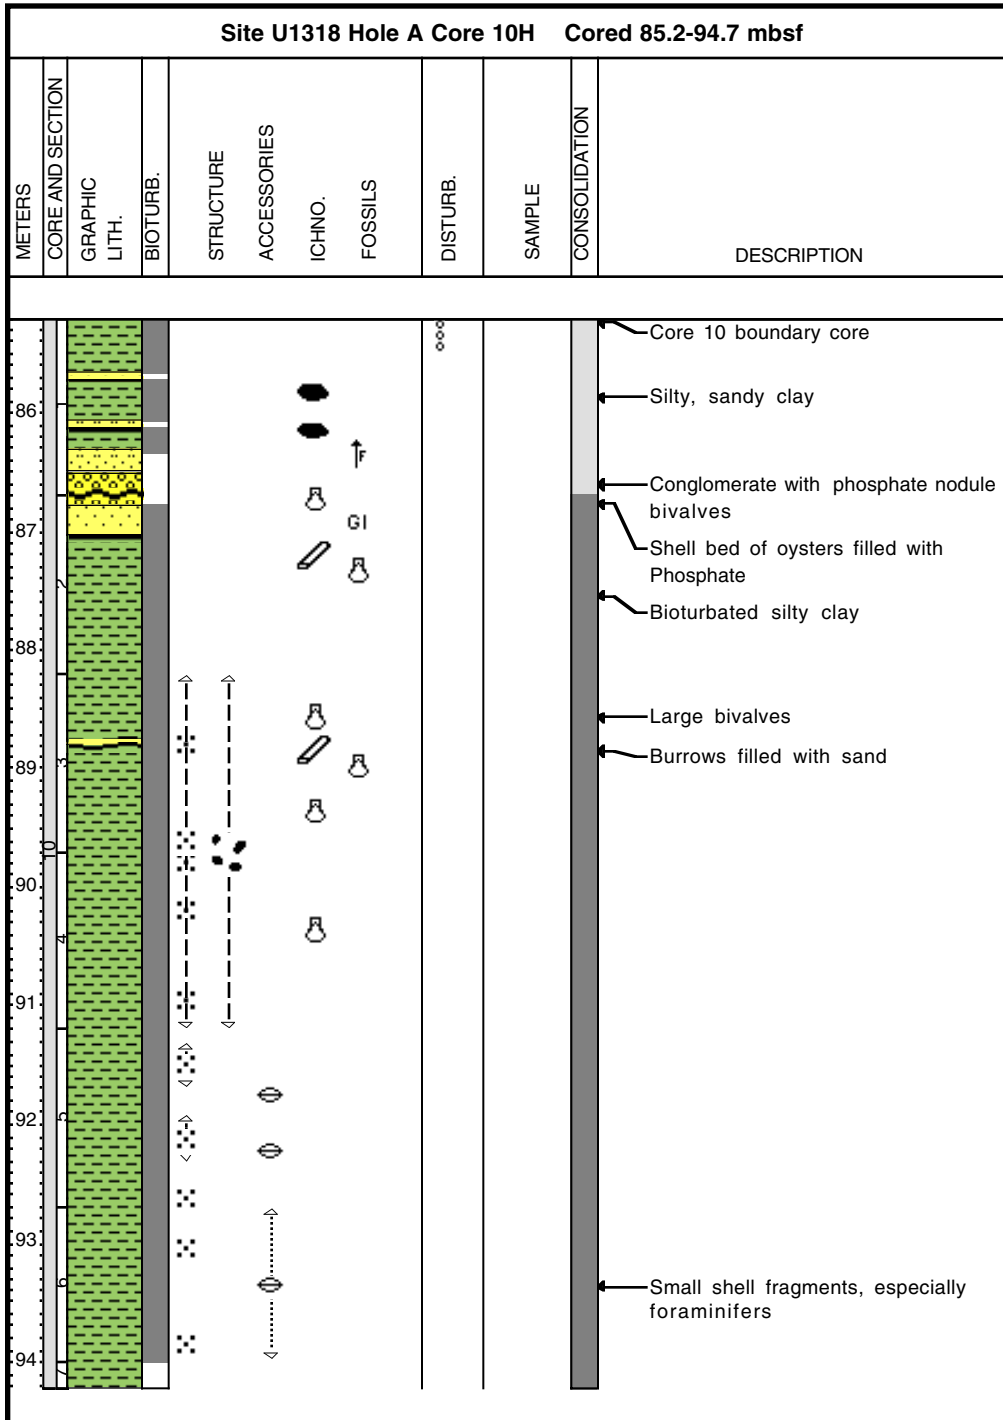 Site U1318 Hole A Core 10H Cored 85.2-94.7 mbsf
METERS
CORE AND SECTION
GRAPHIC
LITH.
BIOTURB.
STRUCTURE
ACCESSORIES
ICHNO.
FOSSILS
DISTURB.
SAMPLE
CONSOLIDATION
DESCRIPTION
Core 10 boundary core
86
1
Silty, sandy clay
F
Conglomerate with phosphate nodule
bivalves
87
GI
Shell bed of oysters filled with
Phosphate
2
Bioturbated silty clay
88
Large bivalves
89
3
Burrows filled with sand
10
90
4
91
92
5
93
6
Small shell fragments, especially
foraminifers
94
7